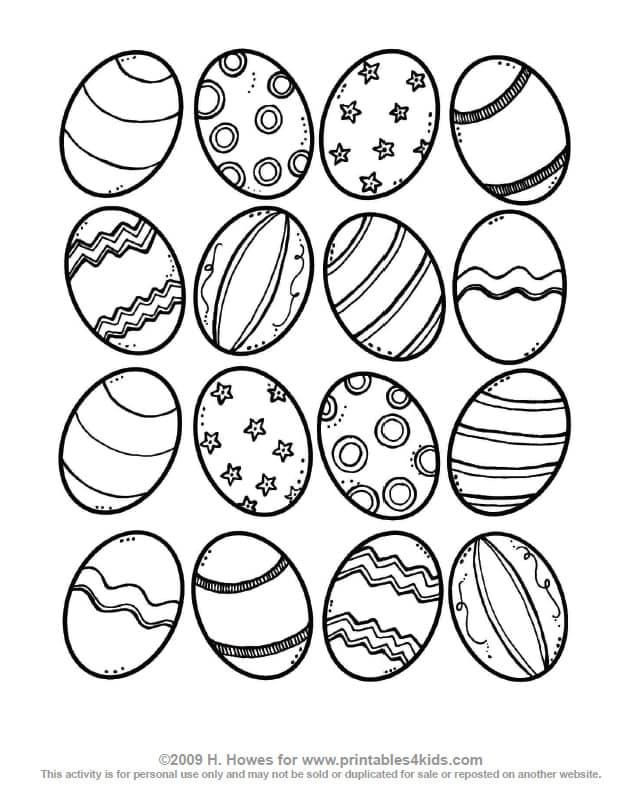 ©2009 H. Howes for www.printables4kids.com
This activity is for personal use only and may not be sold or duplicated for sale or reposted on another website.